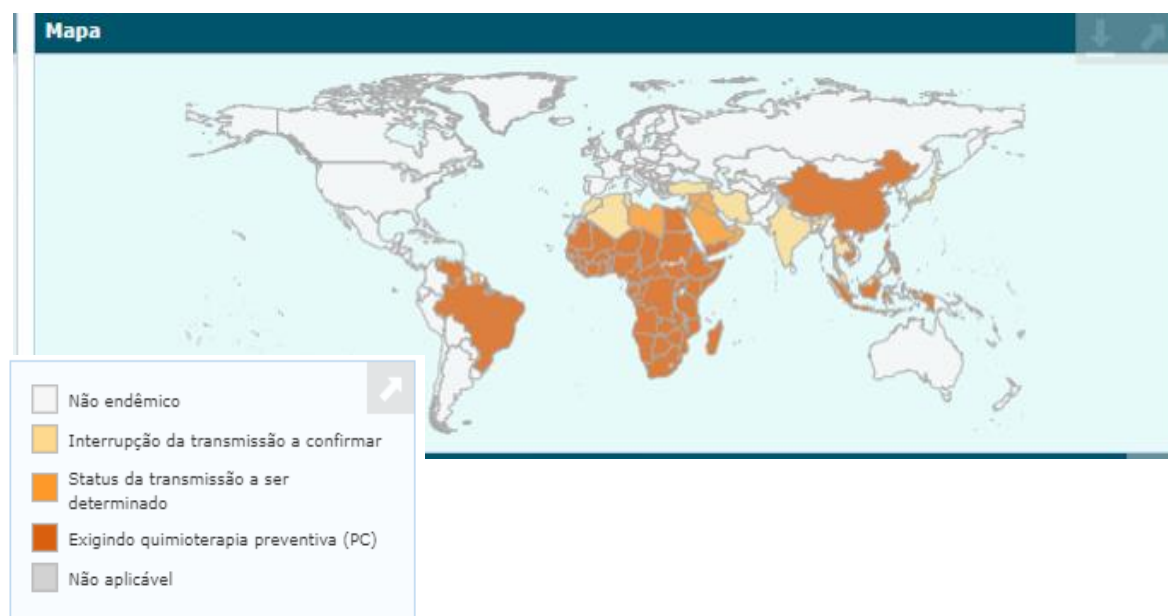 Mapa
Não endêmico
Interrupção da transmissão a confirmar
Status da transmissão a ser
determinado
Exigindo quimioterapia preventiva (PC)
Não aplicável